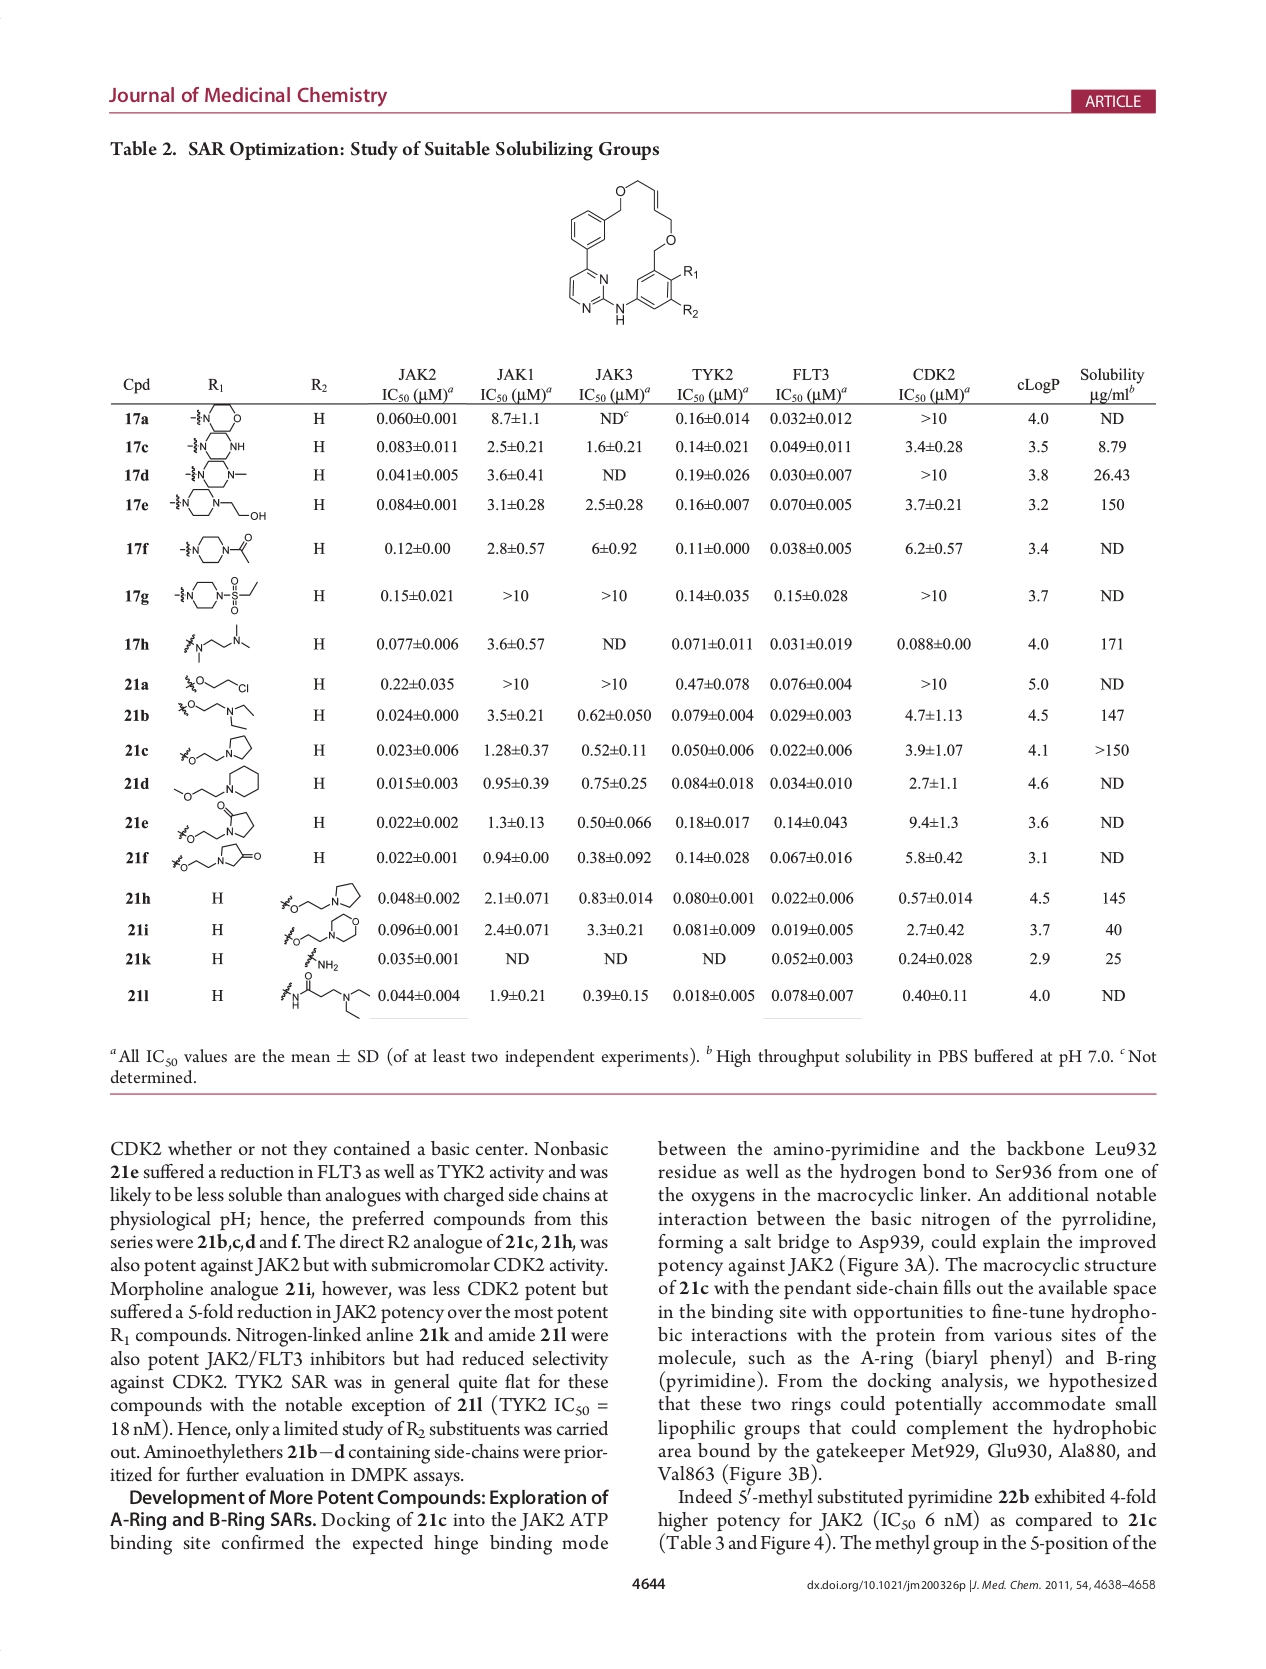 Journal of Medicinal Chemistry
ARTICLE
Table 2. SAR Optimization: Study of Suitable Solubilizing Groups
O
O
R1
N
N
N
H
R2
Cpd R1 R2 JAK2 IC50 (μM)a JAK1 IC50 (μM)a JAK3 IC50 (μM)a TYK2 IC50 (μM)a FLT3 IC50 (μM)a CDK2 IC50 (μM)a cLogP Solubility μg/mlb
17a N O H 0.060±0.001 8.7±1.1 NDc 0.16±0.014 0.032±0.012 >10 4.0 ND
17c N NH H 0.083±0.011 2.5±0.21 1.6±0.21 0.14±0.021 0.049±0.011 3.4±0.28 3.5 8.79
17d N N H 0.041±0.005 3.6±0.41 ND 0.19±0.026 0.030±0.007 >10 3.8 26.43
17e N N OH H 0.084±0.001 3.1±0.28 2.5±0.28 0.16±0.007 0.070±0.005 3.7±0.21 3.2 150
17f N N O H 0.12±0.00 2.8±0.57 6±0.92 0.11±0.000 0.038±0.005 6.2±0.57 3.4 ND
17g N N S O O H 0.15±0.021 >10 >10 0.14±0.035 0.15±0.028 >10 3.7 ND
17h N N H 0.077±0.006 3.6±0.57 ND 0.071±0.011 0.031±0.019 0.088±0.00 4.0 171
21a O Cl H 0.22±0.035 >10 >10 0.47±0.078 0.076±0.004 >10 5.0 ND
21b O N H 0.024±0.000 3.5±0.21 0.62±0.050 0.079±0.004 0.029±0.003 4.7±1.13 4.5 147
21c O N H 0.023±0.006 1.28±0.37 0.52±0.11 0.050±0.006 0.022±0.006 3.9±1.07 4.1 >150
21d O N H 0.015±0.003 0.95±0.39 0.75±0.25 0.084±0.018 0.034±0.010 2.7±1.1 4.6 ND
21e O N O H 0.022±0.002 1.3±0.13 0.50±0.066 0.18±0.017 0.14±0.043 9.4±1.3 3.6 ND
21f O N O H 0.022±0.001 0.94±0.00 0.38±0.092 0.14±0.028 0.067±0.016 5.8±0.42 3.1 ND
21h H O N 0.048±0.002 2.1±0.071 0.83±0.014 0.080±0.001 0.022±0.006 0.57±0.014 4.5 145
21i H O N O 0.096±0.001 2.4±0.071 3.3±0.21 0.081±0.009 0.019±0.005 2.7±0.42 3.7 40
21k H NH2 0.035±0.001 ND ND ND 0.052±0.003 0.24±0.028 2.9 25
21l H N H O N 0.044±0.004 1.9±0.21 0.39±0.15 0.018±0.005 0.078±0.007 0.40±0.11 4.0 ND
a All IC50 values are the mean ± SD (of at least two independent experiments). b High throughput solubility in PBS buffered at pH 7.0. c Not
determined.
CDK2 whether or not they contained a basic center. Nonbasic
21e suffered a reduction in FLT3 as well as TYK2 activity and was
likely to be less soluble than analogues with charged side chains at
physiological pH; hence, the preferred compounds from this
series were 21b,c,d and f. The direct R2 analogue of 21c, 21h, was
also potent against JAK2 but with submicromolar CDK2 activity.
Morpholine analogue 21i, however, was less CDK2 potent but
suffered a 5-fold reduction in JAK2 potency over the most potent
R1 compounds. Nitrogen-linked anline 21k and amide 21l were
also potent JAK2/FLT3 inhibitors but had reduced selectivity
against CDK2. TYK2 SAR was in general quite flat for these
compounds with the notable exception of 21l (TYK2 IC50 =
18 nM). Hence, only a limited study of R2 substituents was carried
out. Aminoethylethers 21b−d containing side-chains were prior-
itized for further evaluation in DMPK assays.
Development of More Potent Compounds: Exploration of
A-Ring and B-Ring SARs. Docking of 21c into the JAK2 ATP
binding site confirmed the expected hinge binding mode
between the amino-pyrimidine and the backbone Leu932
residue as well as the hydrogen bond to Ser936 from one of
the oxygens in the macrocyclic linker. An additional notable
interaction between the basic nitrogen of the pyrrolidine,
forming a salt bridge to Asp939, could explain the improved
potency against JAK2 (Figure 3A). The macrocyclic structure
of 21c with the pendant side-chain fills out the available space
in the binding site with opportunities to fine-tune hydropho-
bic interactions with the protein from various sites of the
molecule, such as the A-ring (biaryl phenyl) and B-ring
(pyrimidine). From the docking analysis, we hypothesized
that these two rings could potentially accommodate small
lipophilic groups that could complement the hydrophobic
area bound by the gatekeeper Met929, Glu930, Ala880, and
Val863 (Figure 3B).
Indeed 5′-methyl substituted pyrimidine 22b exhibited 4-fold
higher potency for JAK2 (IC50 6 nM) as compared to 21c
(Table 3 and Figure 4). The methyl group in the 5-position of the
4644
dx.doi.org/10.1021/jm200326p |J. Med. Chem. 2011, 54, 4638–4658